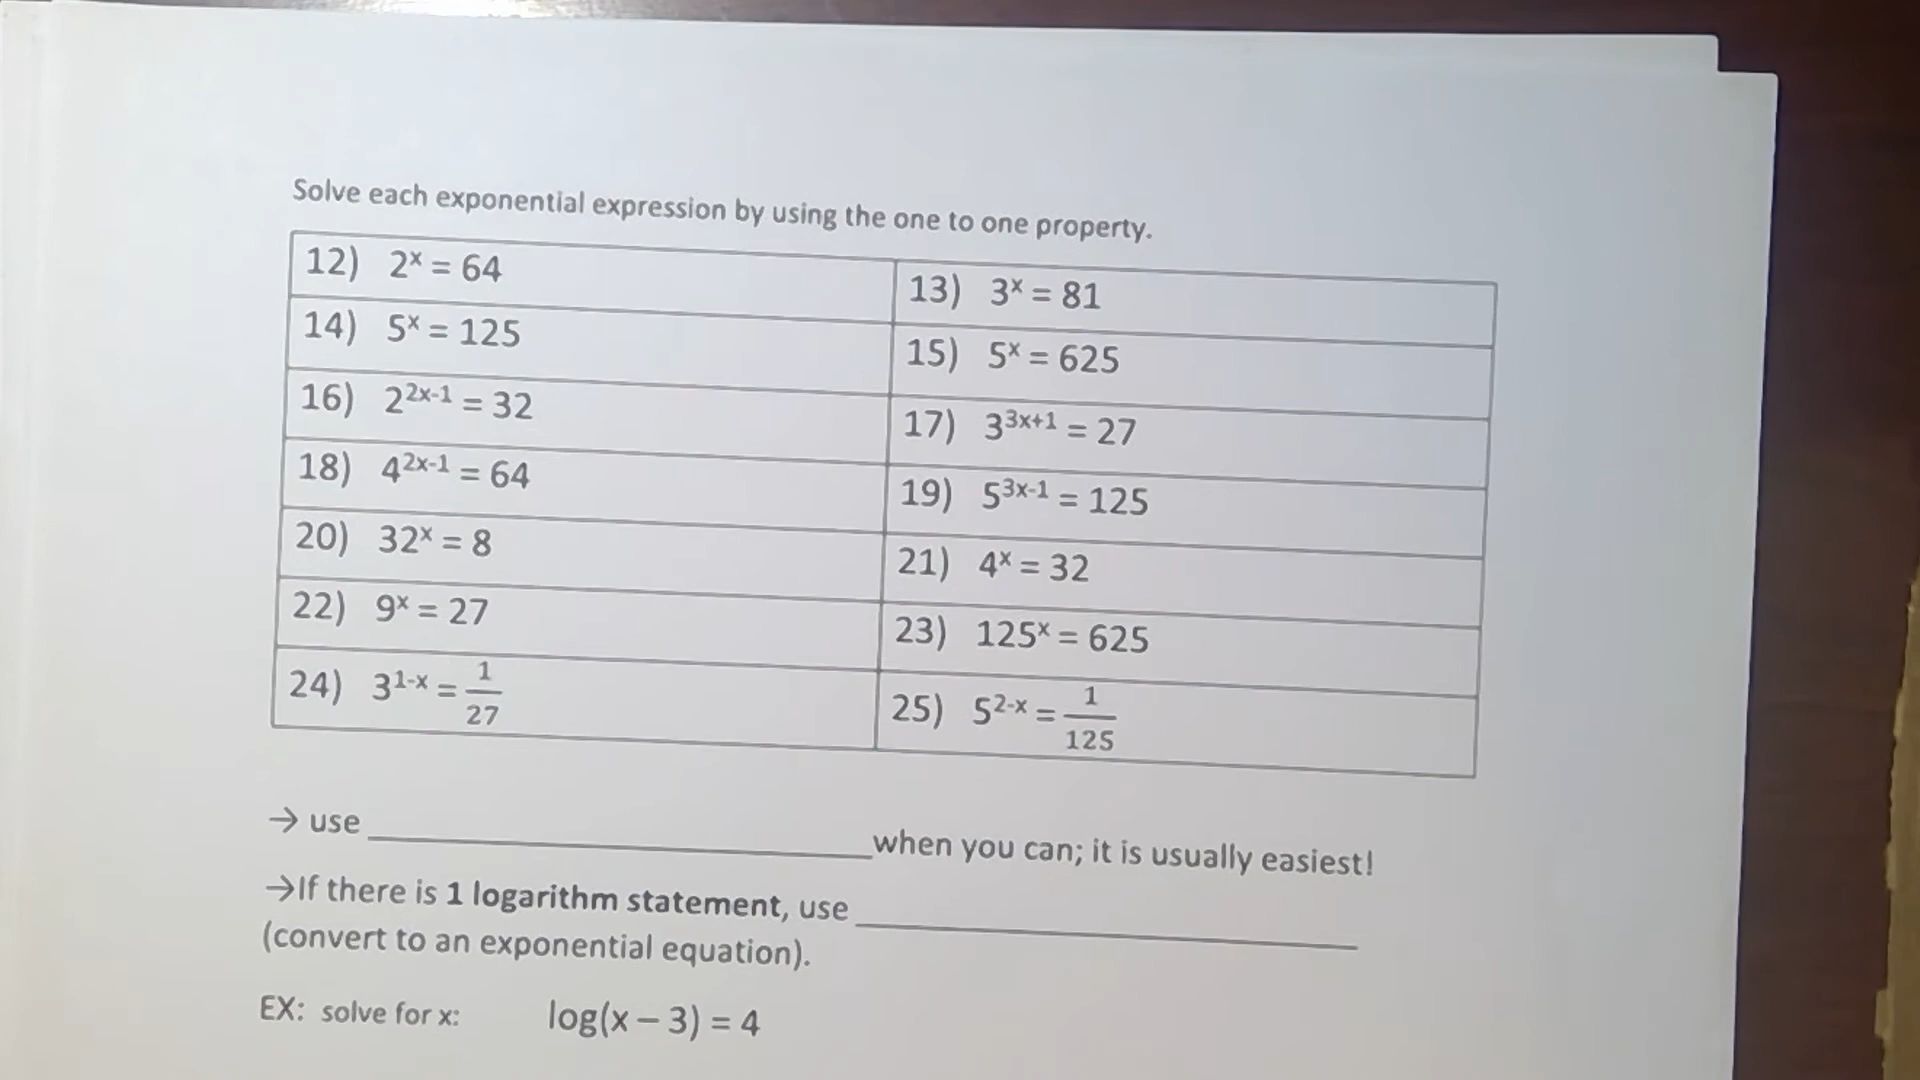 Solve each exponential expression by using the one to one property.
12) 2ˣ = 64
13) 3ˣ = 81
14) 5ˣ = 125
15) 5ˣ = 625
16) 2²ˣ⁻¹ = 32
17) 3³ˣ⁺¹ = 27
18) 4²ˣ⁻¹ = 64
19) 5³ˣ⁻¹ = 125
20) 32ˣ = 8
21) 4ˣ = 32
22) 9ˣ = 27
23) 125ˣ = 625
24) 3¹⁻ˣ = 1/27
25) 5²⁻ˣ = 1/125
→ use ____________________ when you can; it is usually easiest!
→If there is 1 logarithm statement, use ____________________
(convert to an exponential equation).
EX: solve for x: log(x – 3) = 4